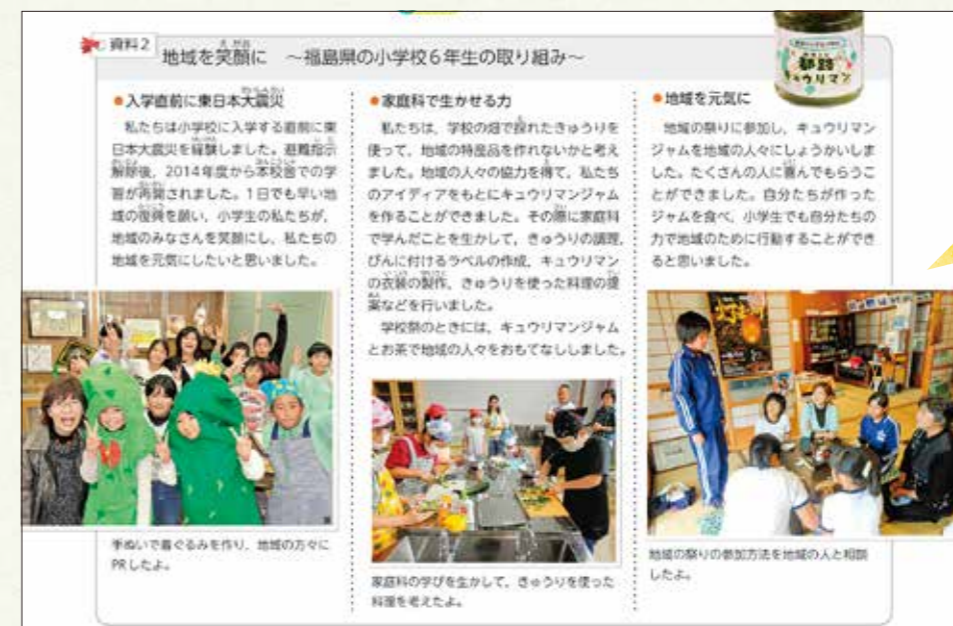 資料2
地域を笑顔に　～福島県の小学校6年生の取り組み～
都路
キュウリマン
●入学直前に東日本大震災
　私たちは小学校に入学する直前に東
日本大震災を経験しました。避難指示
解除後，2014年度から本校舎での学
習が再開されました。1日でも早い地
域の復興を願い，小学生の私たちが，
地域のみなさんを笑顔にし，私たちの
地域を元気にしたいと思いました。
手ぬいで着ぐるみを作り，地域の方々に
PRしたよ。
●家庭科で生かせる力
　私たちは，学校の畑で採れたきゅうりを
使って，地域の特産品を作れないかと考え
ました。地域の人々の協力を得て，私たち
のアイディアをもとにキュウリマンジャム
を作ることができました。その際に家庭科
で学んだことを生かして，きゅうりの調理，
びんに付けるラベルの作成，キュウリマン
の衣装の製作，きゅうりを使った料理の提
案などを行いました。
　学校祭のときには，キュウリマンジャム
とお茶で地域の人々をおもてなししました。
家庭科の学びを生かして，きゅうりを使った
料理を考えたよ。
●地域を元気に
　地域の祭りに参加し，キュウリマン
ジャムを地域の人々にしょうかいしま
した。たくさんの人に喜んでもらうこ
とができました。自分たちが作った
ジャムを食べ，小学生でも自分たちの
力で地域のために行動することができ
ると思いました。
地域の祭りの参加方法を地域の人と相談
したよ。